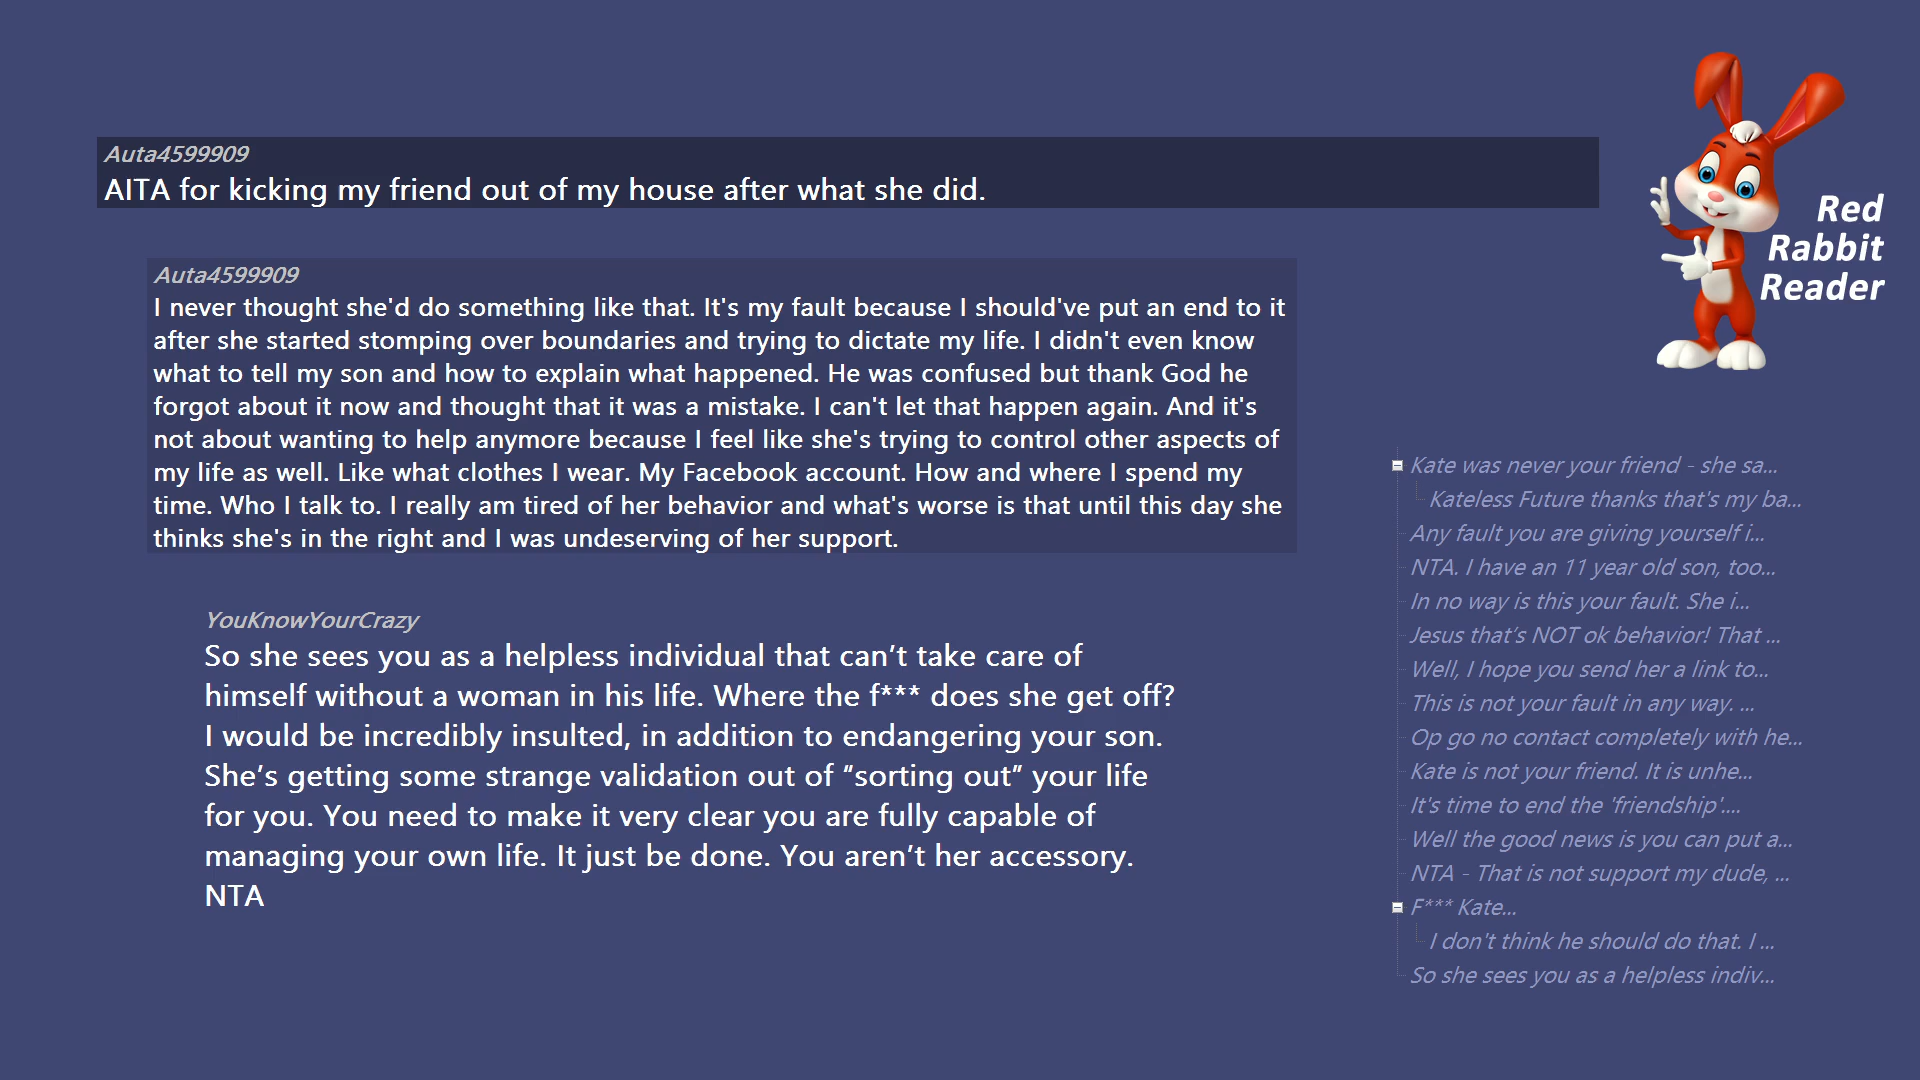 Auta4599909
AITA for kicking my friend out of my house after what she did.
Auta4599909
I never thought she'd do something like that. It's my fault because I should've put an end to it
after she started stomping over boundaries and trying to dictate my life. I didn't even know
what to tell my son and how to explain what happened. He was confused but thank God he
forgot about it now and thought that it was a mistake. I can't let that happen again. And it's
not about wanting to help anymore because I feel like she's trying to control other aspects of
my life as well. Like what clothes I wear. My Facebook account. How and where I spend my
time. Who I talk to. I really am tired of her behavior and what's worse is that until this day she
thinks she's in the right and I was undeserving of her support.
YouKnowYourCrazy
So she sees you as a helpless individual that can’t take care of
himself without a woman in his life. Where the f*** does she get off?
I would be incredibly insulted, in addition to endangering your son.
She’s getting some strange validation out of “sorting out” your life
for you. You need to make it very clear you are fully capable of
managing your own life. It just be done. You aren’t her accessory.
NTA
Red
Rabbit
Reader
Kate was never your friend - she sa...
Kateless Future thanks that's my ba...
Any fault you are giving yourself i...
NTA. I have an 11 year old son, too...
In no way is this your fault. She i...
Jesus that’s NOT ok behavior! That ...
Well, I hope you send her a link to...
This is not your fault in any way. ...
Op go no contact completely with he...
Kate is not your friend. It is unhe...
It's time to end the 'friendship'....
Well the good news is you can put a...
NTA - That is not support my dude, ...
F*** Kate...
I don't think he should do that. I ...
So she sees you as a helpless indiv...